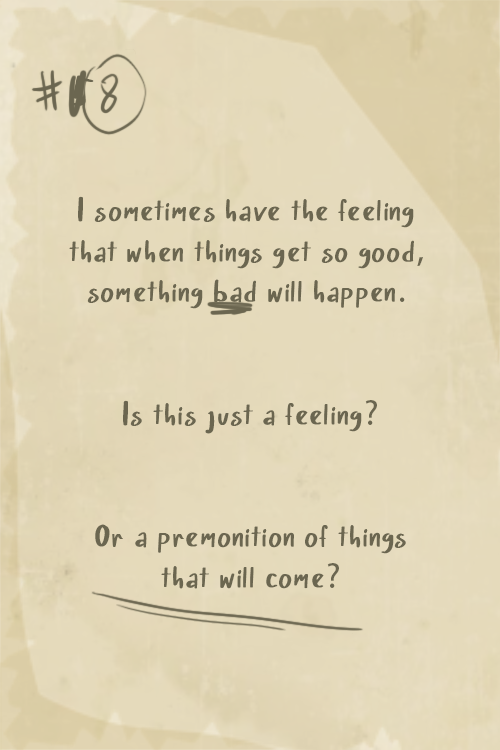 #8
I sometimes have the feeling
that when things get so good,
something bad will happen.
Is this just a feeling?
Or a premonition of things
that will come?